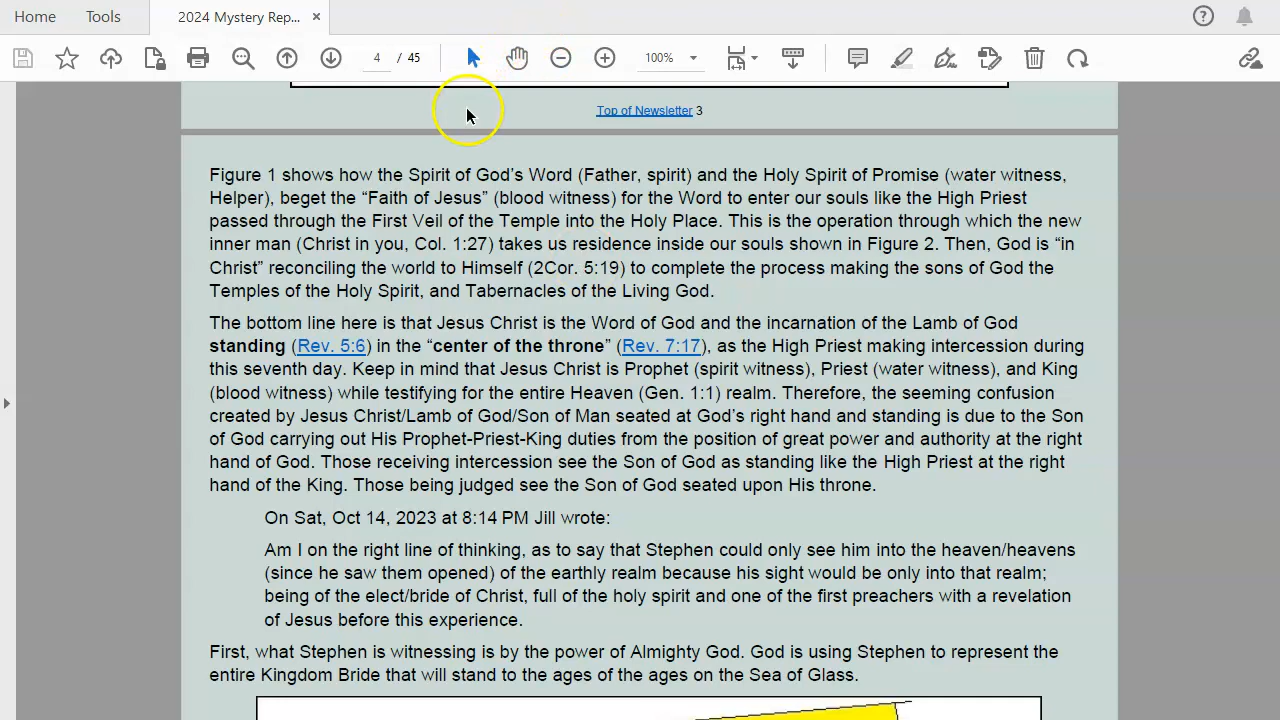 Home Tools 2024 Mystery Rep... ×
4 / 45 100%
Top of Newsletter 3
Figure 1 shows how the Spirit of God's Word (Father, spirit) and the Holy Spirit of Promise (water witness,
Helper), beget the "Faith of Jesus" (blood witness) for the Word to enter our souls like the High Priest
passed through the First Veil of the Temple into the Holy Place. This is the operation through which the new
inner man (Christ in you, Col. 1:27) takes us residence inside our souls shown in Figure 2. Then, God is "in
Christ" reconciling the world to Himself (2Cor. 5:19) to complete the process making the sons of God the
Temples of the Holy Spirit, and Tabernacles of the Living God.
The bottom line here is that Jesus Christ is the Word of God and the incarnation of the Lamb of God
standing (Rev. 5:6) in the "center of the throne" (Rev. 7:17), as the High Priest making intercession during
this seventh day. Keep in mind that Jesus Christ is Prophet (spirit witness), Priest (water witness), and King
(blood witness) while testifying for the entire Heaven (Gen. 1:1) realm. Therefore, the seeming confusion
created by Jesus Christ/Lamb of God/Son of Man seated at God's right hand and standing is due to the Son
of God carrying out His Prophet-Priest-King duties from the position of great power and authority at the right
hand of God. Those receiving intercession see the Son of God as standing like the High Priest at the right
hand of the King. Those being judged see the Son of God seated upon His throne.
On Sat, Oct 14, 2023 at 8:14 PM Jill wrote:
Am I on the right line of thinking, as to say that Stephen could only see him into the heaven/heavens
(since he saw them opened) of the earthly realm because his sight would be only into that realm;
being of the elect/bride of Christ, full of the holy spirit and one of the first preachers with a revelation
of Jesus before this experience.
First, what Stephen is witnessing is by the power of Almighty God. God is using Stephen to represent the
entire Kingdom Bride that will stand to the ages of the ages on the Sea of Glass.